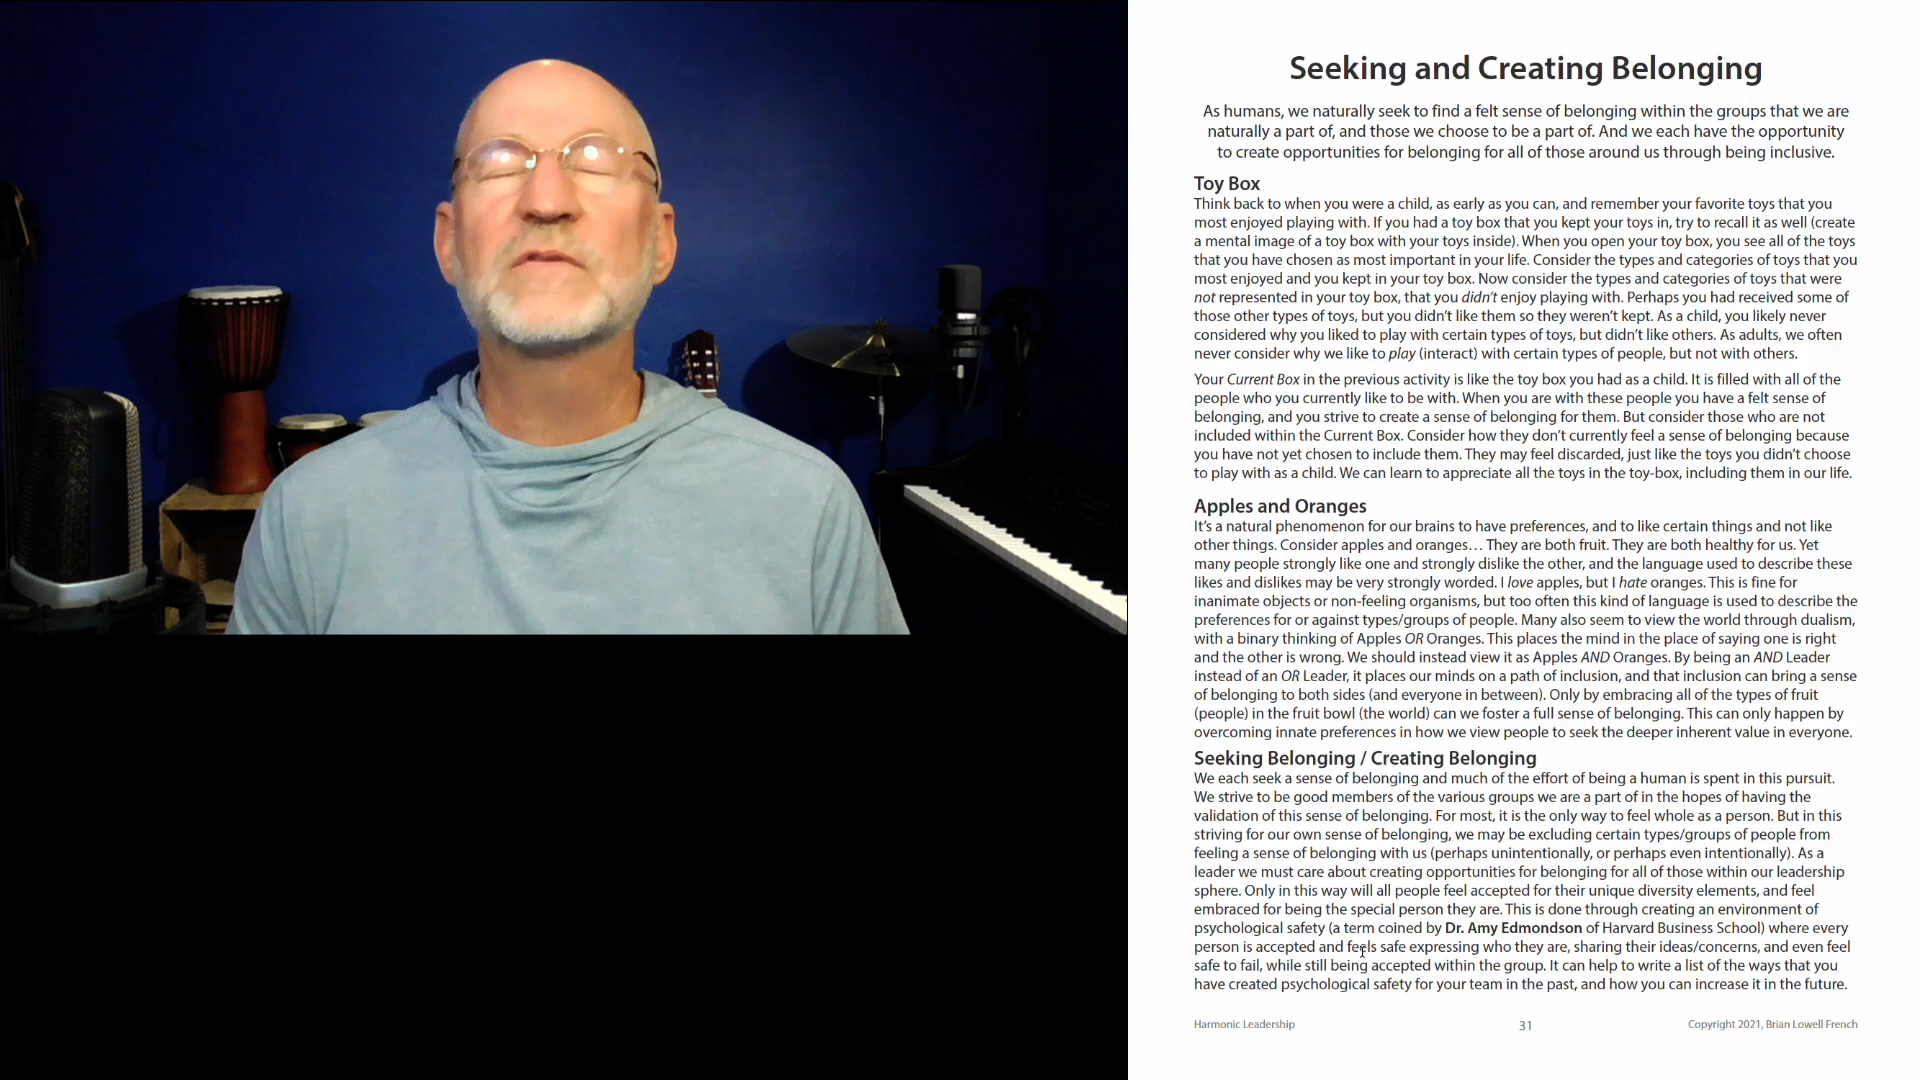 Seeking and Creating Belonging
As humans, we naturally seek to find a felt sense of belonging within the groups that we are
naturally a part of, and those we choose to be a part of. And we each have the opportunity
to create opportunities for belonging for all of those around us through being inclusive.
Toy Box
Think back to when you were a child, as early as you can, and remember your favorite toys that you
most enjoyed playing with. If you had a toy box that you kept your toys in, try to recall it as well (create
a mental image of a toy box with your toys inside). When you open your toy box, you see all of the toys
that you have chosen as most important in your life. Consider the types and categories of toys that you
most enjoyed and you kept in your toy box. Now consider the types and categories of toys that were
not represented in your toy box, that you didn't enjoy playing with. Perhaps you had received some of
those other types of toys, but you didn't like them so they weren't kept. As a child, you likely never
considered why you liked to play with certain types of toys, but didn't like others. As adults, we often
never consider why we like to play (interact) with certain types of people, but not with others.
Your Current Box in the previous activity is like the toy box you had as a child. It is filled with all of the
people who you currently like to be with. When you are with these people you have a felt sense of
belonging, and you strive to create a sense of belonging for them. But consider those who are not
included within the Current Box. Consider how they don't currently feel a sense of belonging because
you have not yet chosen to include them. They may feel discarded, just like the toys you didn't choose
to play with as a child. We can learn to appreciate all the toys in the toy-box, including them in our life.
Apples and Oranges
It's a natural phenomenon for our brains to have preferences, and to like certain things and not like
other things. Consider apples and oranges… They are both fruit. They are both healthy for us. Yet
many people strongly like one and strongly dislike the other, and the language used to describe these
likes and dislikes may be very strongly worded. I love apples, but I hate oranges. This is fine for
inanimate objects or non-feeling organisms, but too often this kind of language is used to describe the
preferences for or against types/groups of people. Many also seem to view the world through dualism,
with a binary thinking of Apples OR Oranges. This places the mind in the place of saying one is right
and the other is wrong. We should instead view it as Apples AND Oranges. By being an AND Leader
instead of an OR Leader, it places our minds on a path of inclusion, and that inclusion can bring a sense
of belonging to both sides (and everyone in between). Only by embracing all of the types of fruit
(people) in the fruit bowl (the world) can we foster a full sense of belonging. This can only happen by
overcoming innate preferences in how we view people to seek the deeper inherent value in everyone.
Seeking Belonging / Creating Belonging
We each seek a sense of belonging and much of the effort of being a human is spent in this pursuit.
We strive to be good members of the various groups we are a part of in the hopes of having the
validation of this sense of belonging. For most, it is the only way to feel whole as a person. But in this
striving for our own sense of belonging, we may be excluding certain types/groups of people from
feeling a sense of belonging with us (perhaps unintentionally, or perhaps even intentionally). As a
leader we must care about creating opportunities for belonging for all of those within our leadership
sphere. Only in this way will all people feel accepted for their unique diversity elements, and feel
embraced for being the special person they are. This is done through creating an environment of
psychological safety (a term coined by Dr. Amy Edmondson of Harvard Business School) where every
person is accepted and feels safe expressing who they are, sharing their ideas/concerns, and even feel
safe to fail, while still being accepted within the group. It can help to write a list of the ways that you
have created psychological safety for your team in the past, and how you can increase it in the future.
Harmonic Leadership 31 Copyright 2021, Brian Lowell French